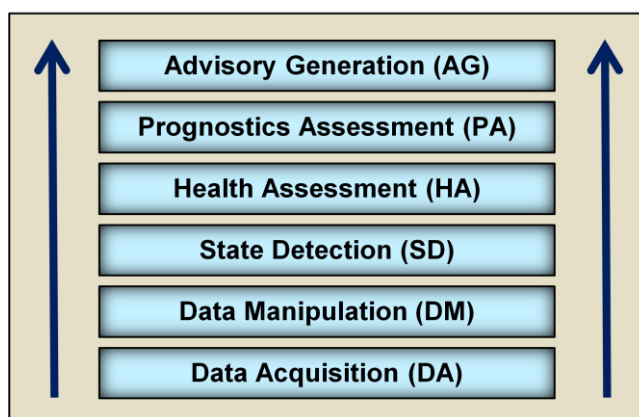 Advisory Generation (AG)
Prognostics Assessment (PA)
Health Assessment (HA)
State Detection (SD)
Data Manipulation (DM)
Data Acquisition (DA)